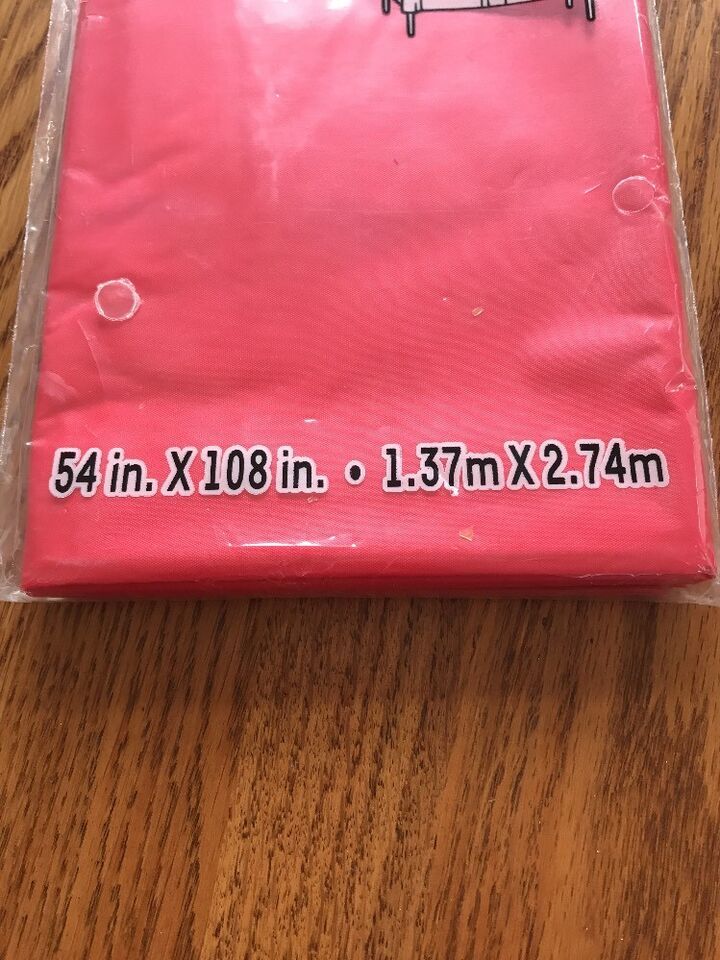 54 in. X 108 in. • 1.37m X 2.74m